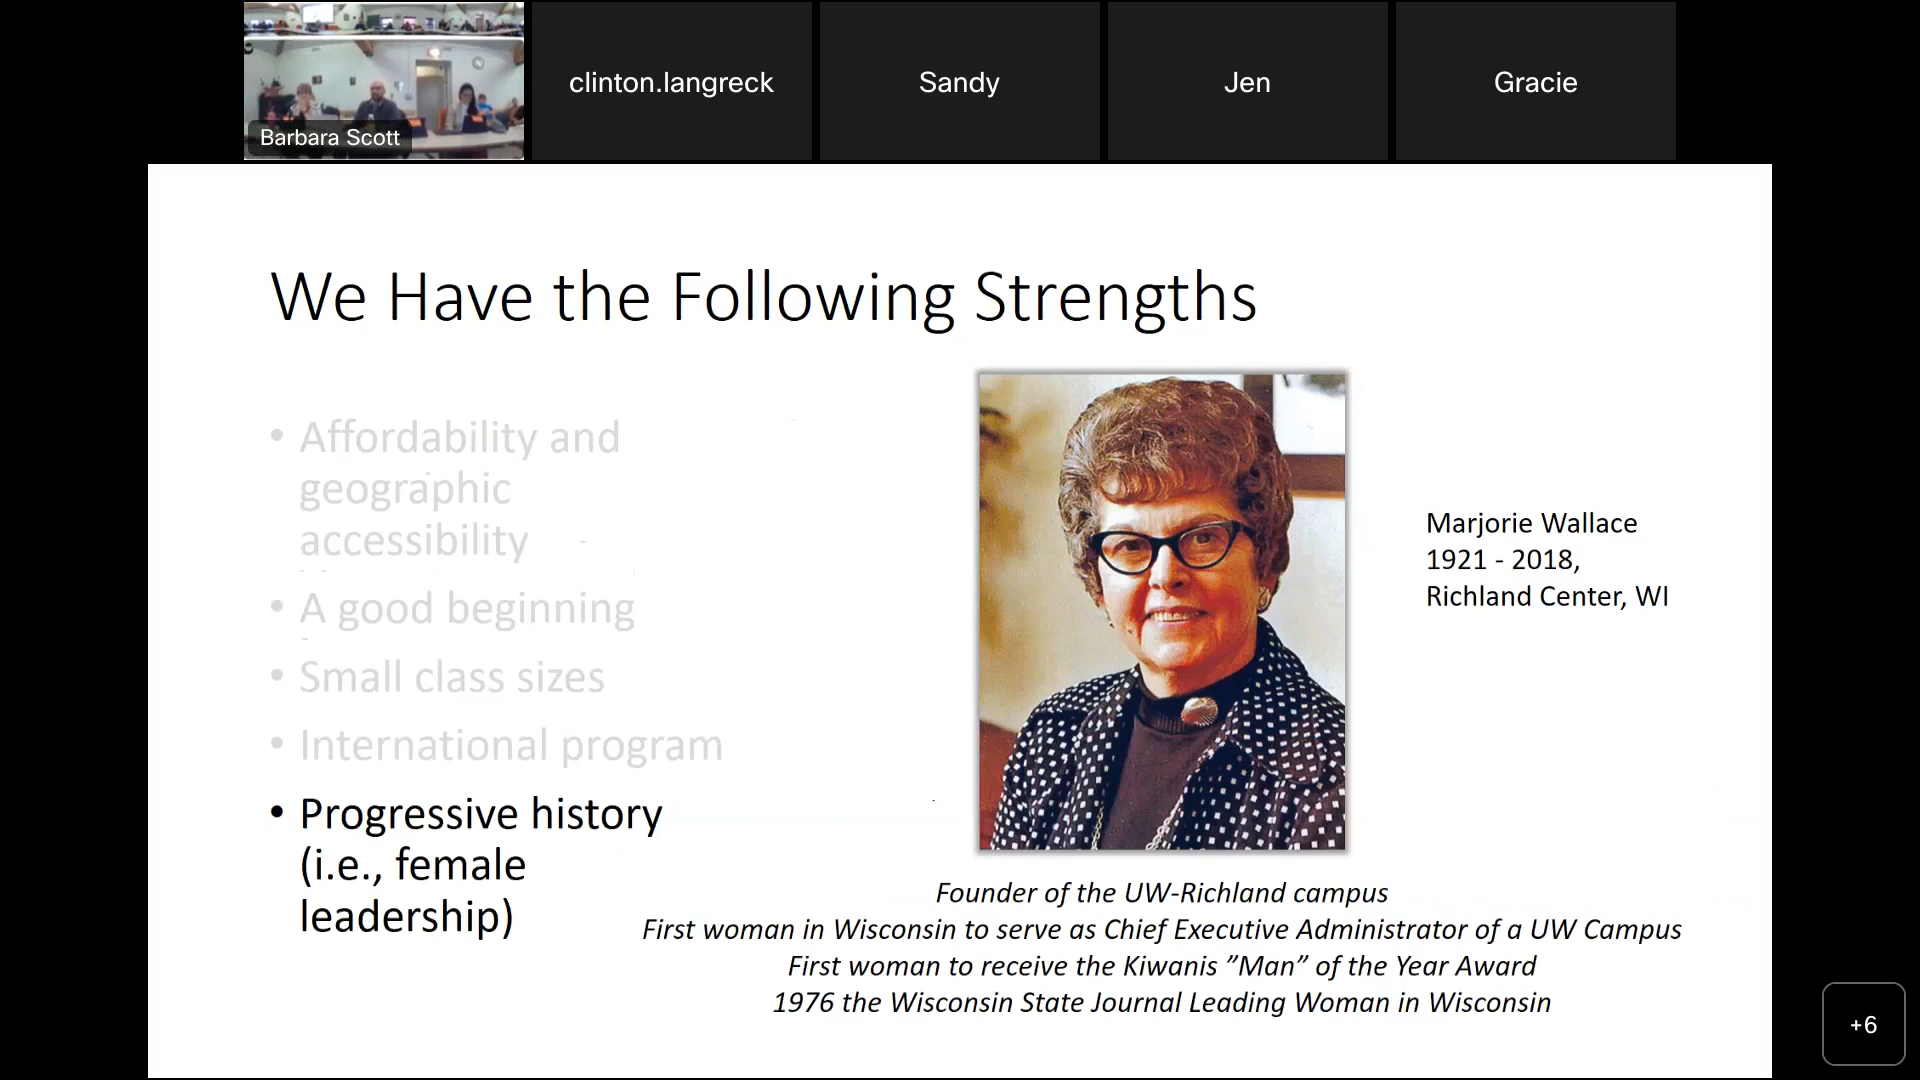 Barbara Scott
clinton.langreck
Sandy
Jen
Gracie
We Have the Following Strengths
• Affordability and
geographic
accessibility
• A good beginning
• Small class sizes
• International program
• Progressive history
(i.e., female
leadership)
Marjorie Wallace
1921 - 2018,
Richland Center, WI
Founder of the UW-Richland campus
First woman in Wisconsin to serve as Chief Executive Administrator of a UW Campus
First woman to receive the Kiwanis ”Man” of the Year Award
1976 the Wisconsin State Journal Leading Woman in Wisconsin
+6